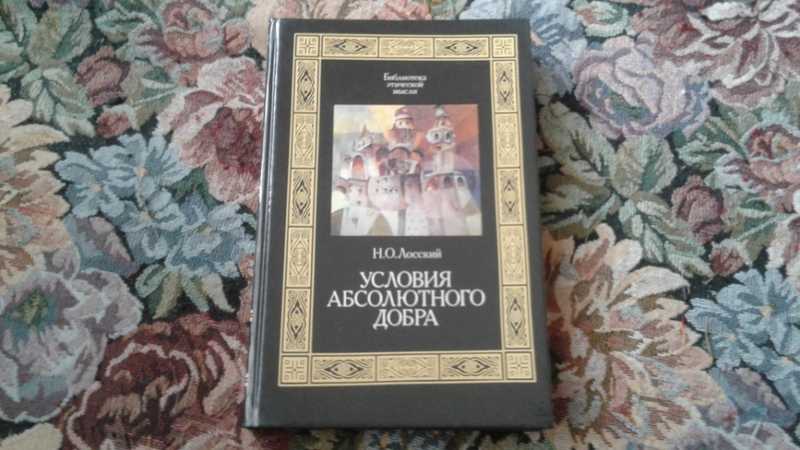 Библиотека
этической
мысли
Н.О.Лосский
УСЛОВИЯ
АБСОЛЮТНОГО
ДОБРА